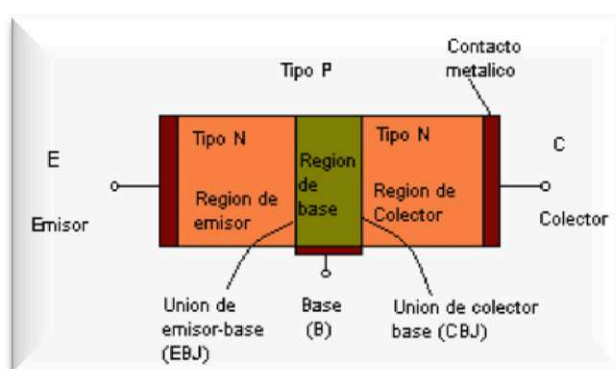 Contacto
metalico
Tipo P
Tipo N
Tipo N
E
C
Region
de
base
Region de
emisor
Region de
Colector
Emisor
Colector
Union de
emisor-base
(EBJ)
Base
(B)
Union de colector
base (CBJ)